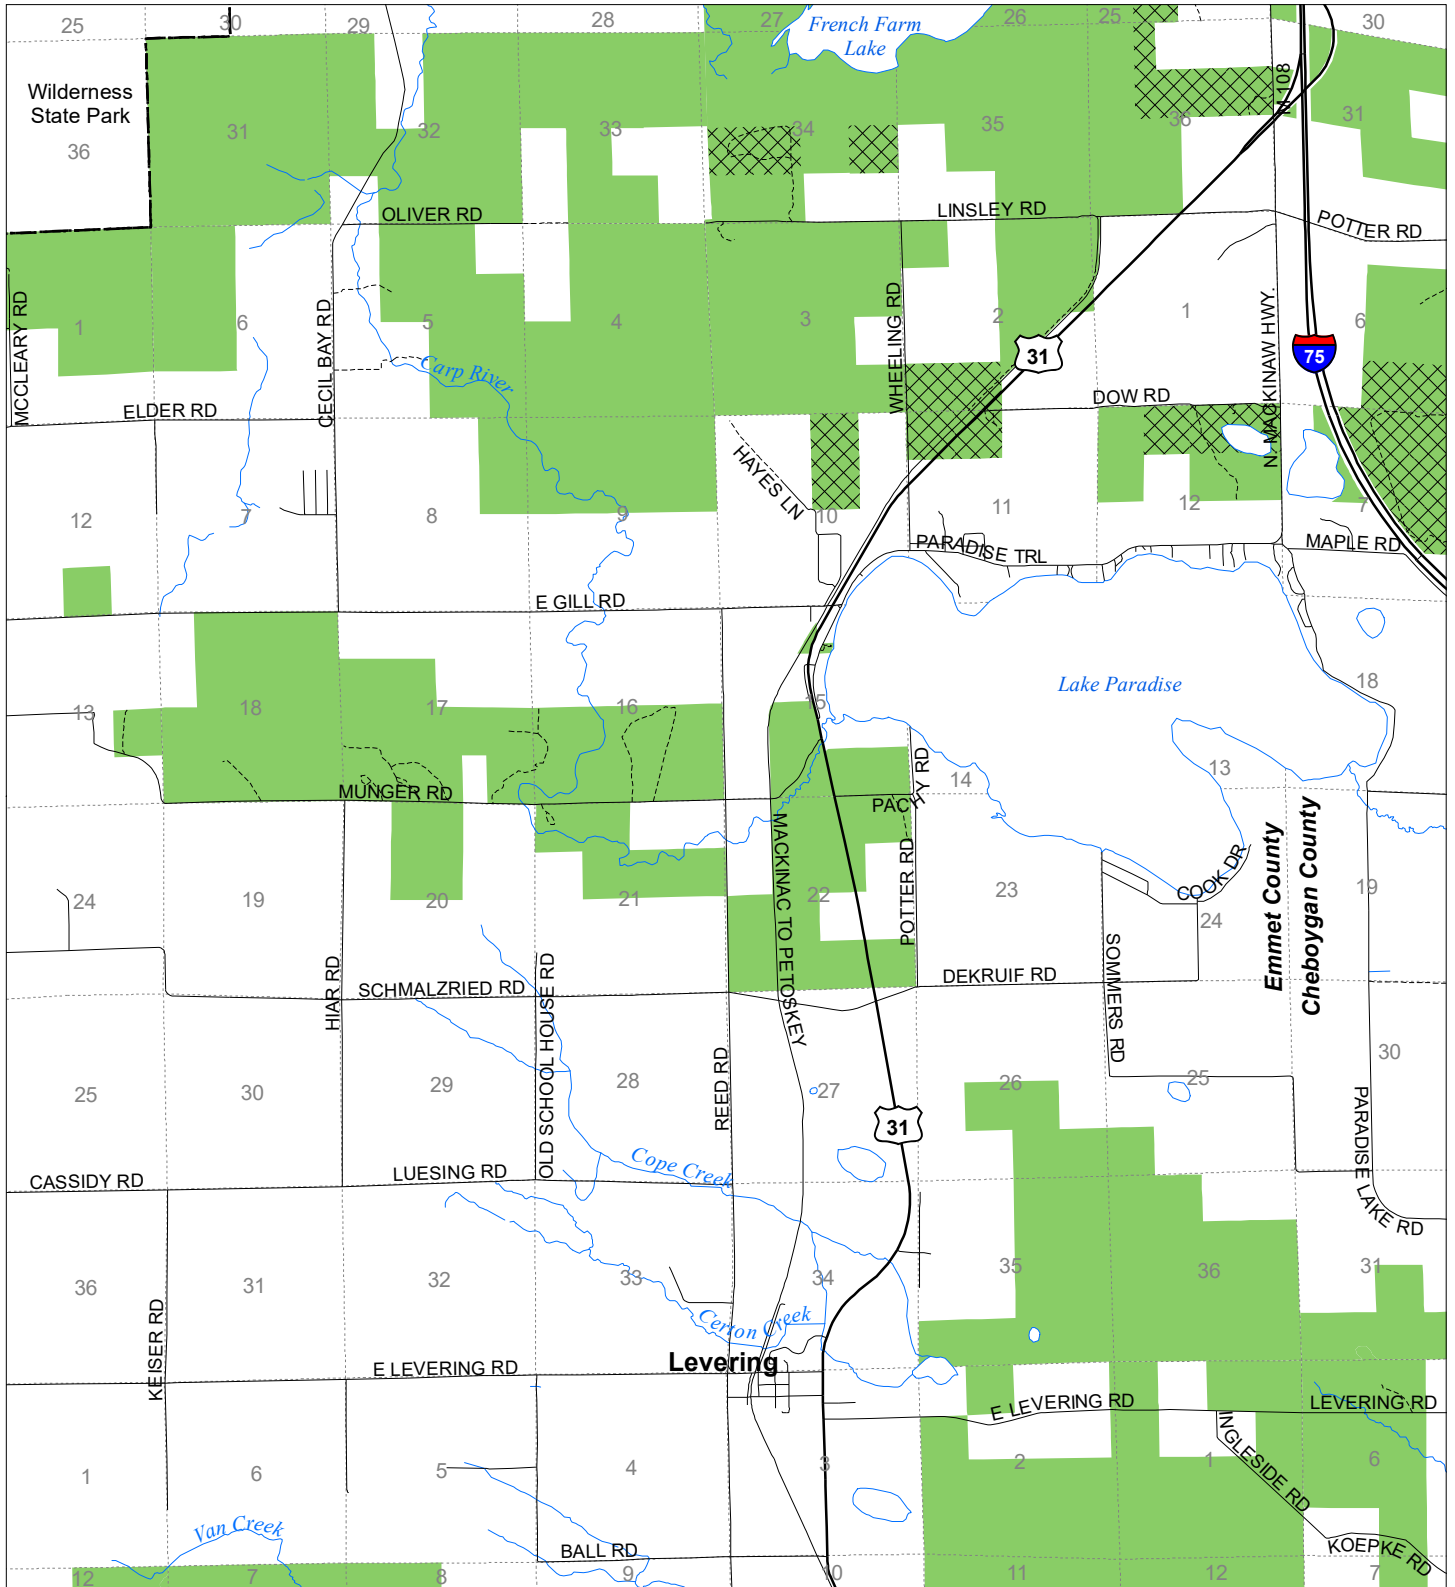 25
30
29
28
27
26
25
30
French Farm
Lake
Wilderness
State Park
36
31
32
33
34
35
36
M 108
31
OLIVER RD
LINSLEY RD
POTTER RD
MCCLEARY RD
1
6
CECIL BAY RD
5
4
3
WHEELING RD
2
1
N. MACKINAW HWY.
6
31
75
Carp River
ELDER RD
DOW RD
HAYES LN
12
7
8
9
10
11
12
7
PARADISE TRL
MAPLE RD
E GILL RD
Lake Paradise
13
18
17
16
15
14
13
18
MUNGER RD
PACHY RD
MACKINAC TO PETOSKEY
POTTER RD
COOK DR
Emmet County
Cheboygan County
24
19
20
21
22
23
24
19
HIAR RD
SCHMALZRIED RD
OLD SCHOOL HOUSE RD
DEKRUIF RD
SOMMERS RD
25
30
29
28
REED RD
27
26
25
30
31
PARADISE LAKE RD
CASSIDY RD
LUESING RD
Cope Creek
36
31
32
33
34
35
36
31
KEISER RD
Certon Creek
Levering
E LEVERING RD
E LEVERING RD
LEVERING RD
INGLESIDE RD
1
6
5
4
3
2
1
6
Van Creek
BALL RD
KOEPKE RD
12
7
8
9
10
11
12
7